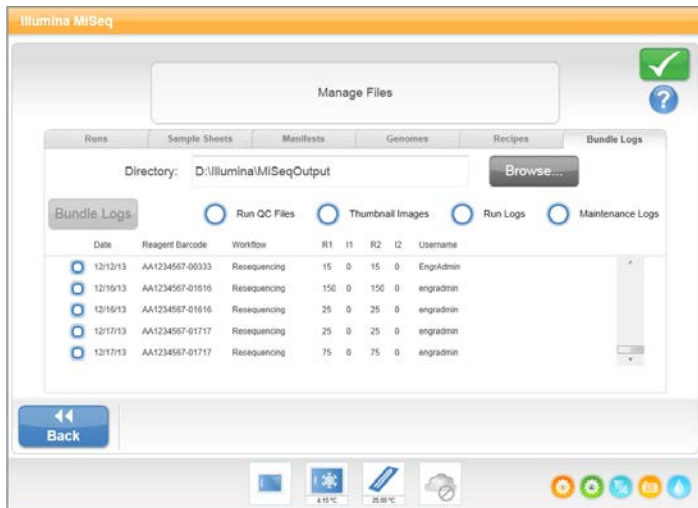 Illumina MiSeq
Manage Files
Runs Sample Sheets Manifests Genomes Recipes Bundle Logs
Directory: D:\Illumina\MiSeqOutput Browse...
Bundle Logs Run QC Files Thumbnail Images Run Logs Maintenance Logs
Date Reagent Barcode Workflow R1 I1 R2 I2 Username
12/12/13 AA1234567-00333 Resequencing 15 0 15 0 EngrAdmin
12/16/13 AA1234567-01616 Resequencing 150 0 150 0 engradmin
12/16/13 AA1234567-01616 Resequencing 25 0 25 0 engradmin
12/17/13 AA1234567-01717 Resequencing 25 0 25 0 engradmin
12/17/13 AA1234567-01717 Resequencing 75 0 75 0 engradmin
Back
4.15 °C 25.00 °C